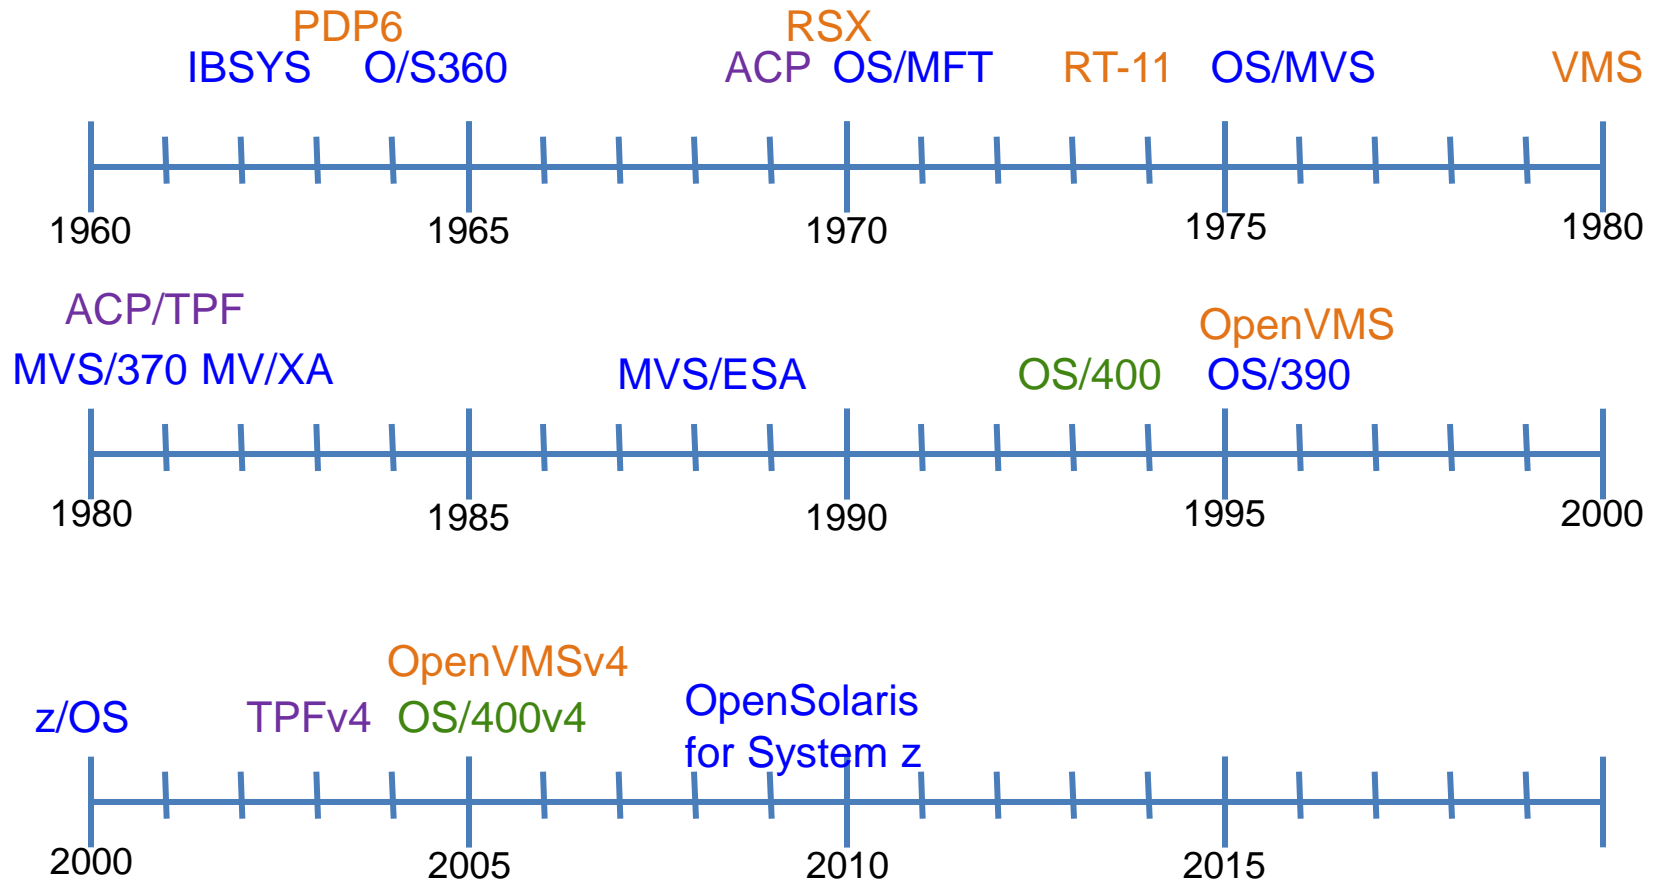 PDP6 RSX
IBSYS O/S360 ACP OS/MFT RT-11 OS/MVS VMS
1960 1965 1970 1975 1980
ACP/TPF OpenVMS
MVS/370 MV/XA MVS/ESA OS/400 OS/390
1980 1985 1990 1995 2000
OpenVMSv4
z/OS TPFv4 OS/400v4 OpenSolaris
for System z
2000 2005 2010 2015